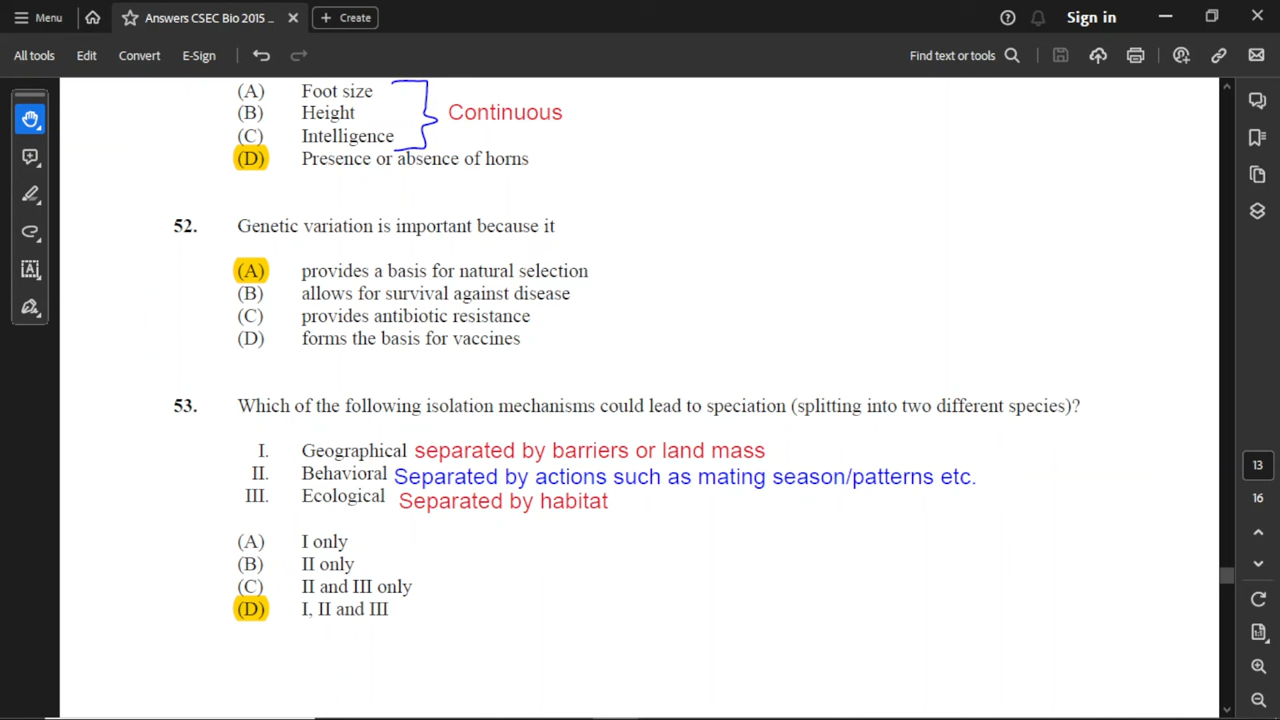 Menu
Answers CSEC Bio 2015 ...
Create
Sign in
All tools
Edit
Convert
E-Sign
Find text or tools
(A) Foot size
(B) Height
(C) Intelligence
Continuous
(D) Presence or absence of horns
52. Genetic variation is important because it
(A) provides a basis for natural selection
(B) allows for survival against disease
(C) provides antibiotic resistance
(D) forms the basis for vaccines
53. Which of the following isolation mechanisms could lead to speciation (splitting into two different species)?
I. Geographical separated by barriers or land mass
II. Behavioral Separated by actions such as mating season/patterns etc.
III. Ecological Separated by habitat
(A) I only
(B) II only
(C) II and III only
(D) I, II and III
13
16